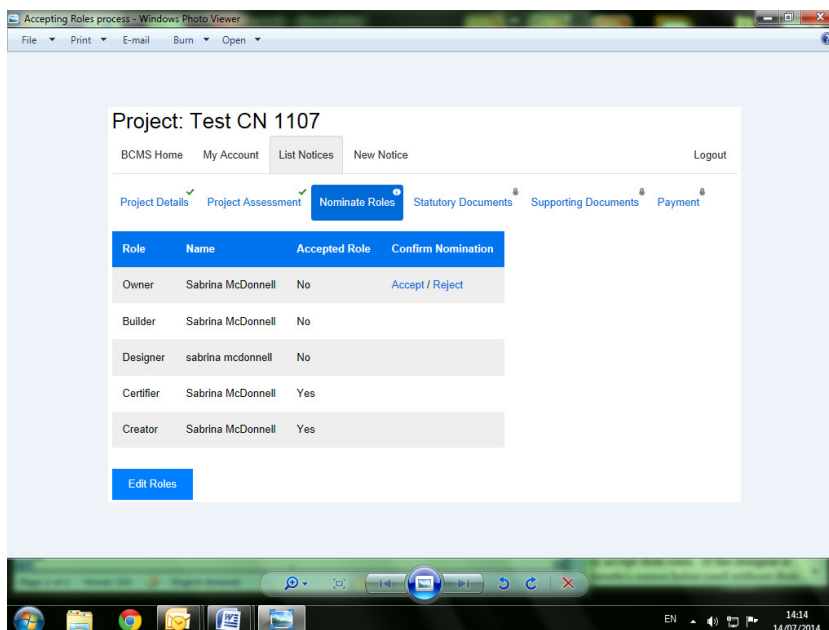 Accepting Roles process - Windows Photo Viewer
File Print E-mail Burn Open
Project: Test CN 1107
BCMS Home My Account List Notices New Notice Logout
Project Details Project Assessment Nominate Roles Statutory Documents Supporting Documents Payment
Role Name Accepted Role Confirm Nomination
Owner Sabrina McDonnell No Accept / Reject
Builder Sabrina McDonnell No
Designer sabrina mcdonnell No
Certifier Sabrina McDonnell Yes
Creator Sabrina McDonnell Yes
Edit Roles
EN 14:14
14/07/2014